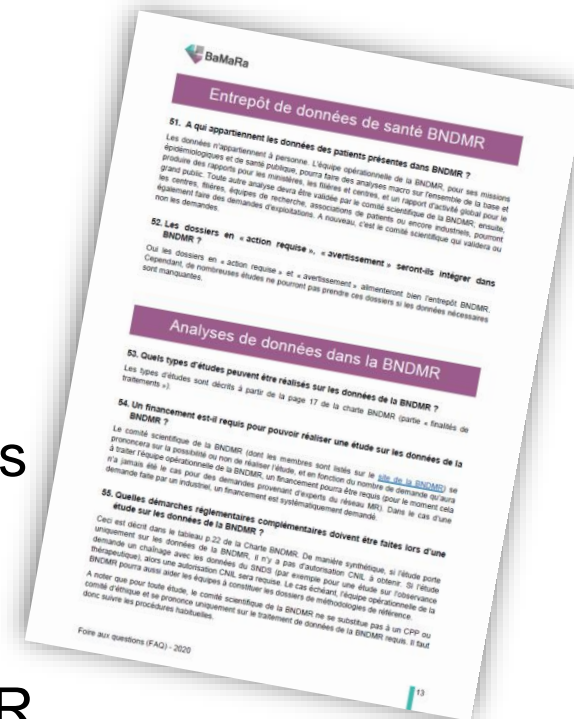 BaMaRa
Entrepôt de données de santé BNDMR
51. A qui appartiennent les données des patients présentes dans BNDMR ?
Les données n'appartiennent à personne. L'équipe opérationnelle de la BNDMR, pour ses missions
épidémiologiques et de santé publique, pourra faire des analyses macro sur l'ensemble de la base et
produire des rapports pour les ministères, les filières et centres, et un rapport d'activité global pour le
grand public. Toute autre analyse devra être validée par le comité scientifique de la BNDMR, ensuite,
les centres, filières, équipes de recherche, associations de patients ou encore industriels, pourront
également faire des demandes d'exploitations. A nouveau, c'est le comité scientifique qui validera ou
non les demandes.
52. Les dossiers en « action requise », « avertissement » seront-ils intégrer dans
BNDMR ?
Oui les dossiers en « action requise » et « avertissement » alimenteront bien l'entrepôt BNDMR.
Cependant, de nombreuses études ne pourront pas prendre ces dossiers si les données nécessaires
sont manquantes.
Analyses de données dans la BNDMR
53. Quels types d'études peuvent être réalisés sur les données de la BNDMR ?
Les types d'études sont décrits à partir de la page 17 de la charte BNDMR (partie « finalités de
traitements »).
54. Un financement est-il requis pour pouvoir réaliser une étude sur les données de la
BNDMR ?
Le comité scientifique de la BNDMR (dont les membres sont listés sur le site de la BNDMR) se
prononcera sur la possibilité ou non de réaliser l'étude, et en fonction du nombre de demande qu'aura
à traiter l'équipe opérationnelle de la BNDMR, un financement pourra être requis (pour le moment cela
n'a jamais été le cas pour des demandes provenant d'experts du réseau MR). Dans le cas d'une
demande faite par un industriel, un financement est systématiquement demandé.
55. Quelles démarches réglementaires complémentaires doivent être faites lors d'une
étude sur les données de la BNDMR ?
Ceci est décrit dans le tableau p.22 de la Charte BNDMR. De manière synthétique, si l'étude porte
uniquement sur les données de la BNDMR, il n'y a pas d'autorisation CNIL à obtenir. Si l'étude
demande un chaînage avec les données du SNDS (par exemple pour une étude sur l'observance
thérapeutique), alors une autorisation CNIL sera requise. Le cas échéant, l'équipe opérationnelle de la
BNDMR pourra aussi aider les équipes à constituer les dossiers de méthodologies de référence.
A noter que pour toute étude, le comité scientifique de la BNDMR ne se substitue pas à un CPP ou
comité d'éthique et se prononce uniquement sur le traitement de données de la BNDMR requis. Il faut
donc suivre les procédures habituelles.
Foire aux questions (FAQ) - 2020
13
s
R